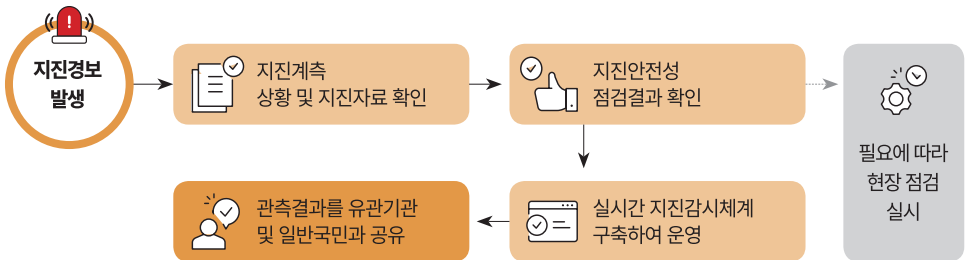 지진경보
발생
지진계측
상황 및 지진자료 확인
지진안전성
점검결과 확인
필요에 따라
현장 점검
실시
실시간 지진감시체계
구축하여 운영
관측결과를 유관기관
및 일반국민과 공유